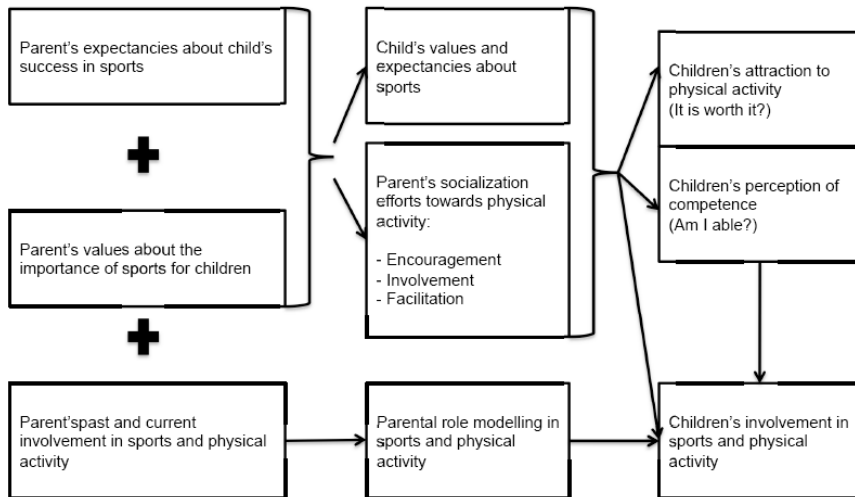 Parent's expectancies about child's
success in sports
Parent's values about the
importance of sports for children
Parent'spast and current
involvement in sports and physical
activity
Child's values and
expectancies about
sports
Parent's socialization
efforts towards physical
activity:
- Encouragement
- Involvement
- Facilitation
Parental role modelling in
sports and physical
activity
Children's attraction to
physical activity
(It is worth it?)
Children's perception of
competence
(Am I able?)
Children's involvement in
sports and physical
activity